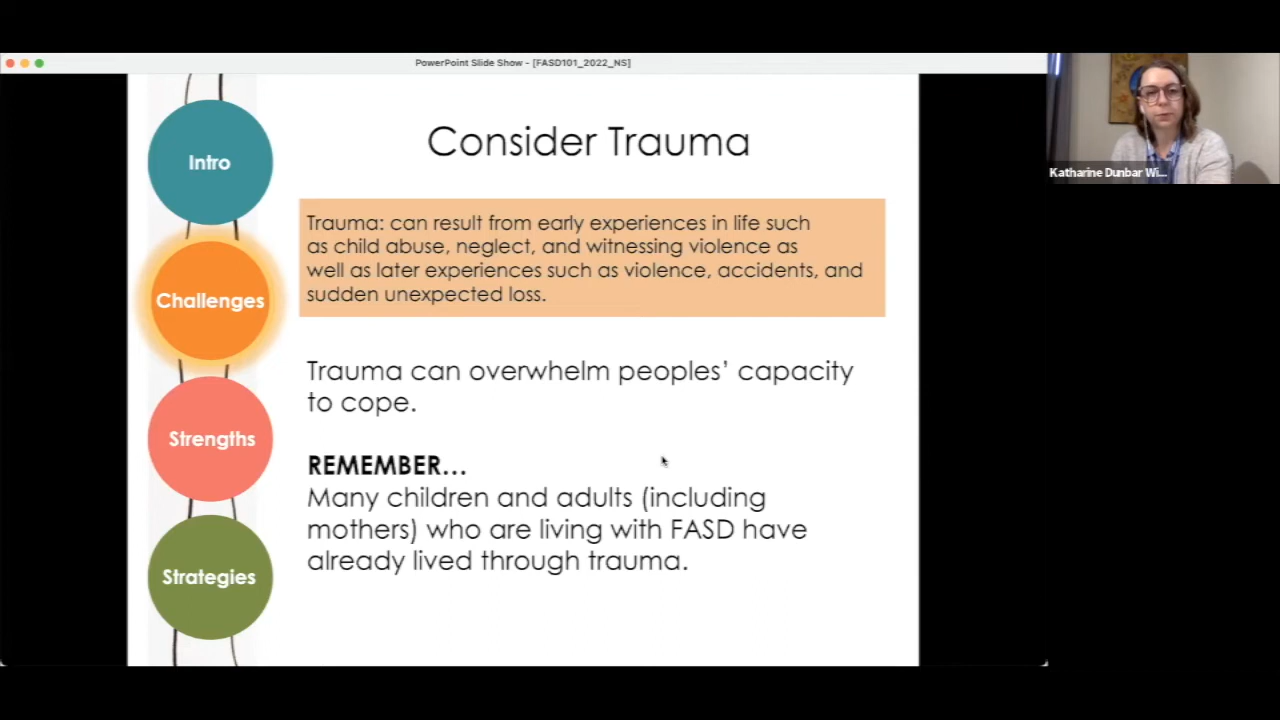 PowerPoint Slide Show - [FASD101_2022_NS]
Katharine Dunbar Wi...
Intro
Challenges
Strengths
Strategies
Consider Trauma
Trauma: can result from early experiences in life such
as child abuse, neglect, and witnessing violence as
well as later experiences such as violence, accidents, and
sudden unexpected loss.
Trauma can overwhelm peoples’ capacity
to cope.
REMEMBER...
Many children and adults (including
mothers) who are living with FASD have
already lived through trauma.